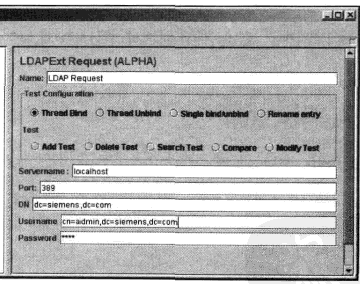 LDAPExt Request (ALPHA)
Name: LDAP Request
Test Configuration
Thread Bind Thread Unbind Single bind/unbind Rename entry
Test
Add Test Delete Test Search Test Compare Modify Test
Servername: localhost
Port: 389
DN dc=siemens,dc=com
Username cn=admin,dc=siemens,dc=com
Password ****